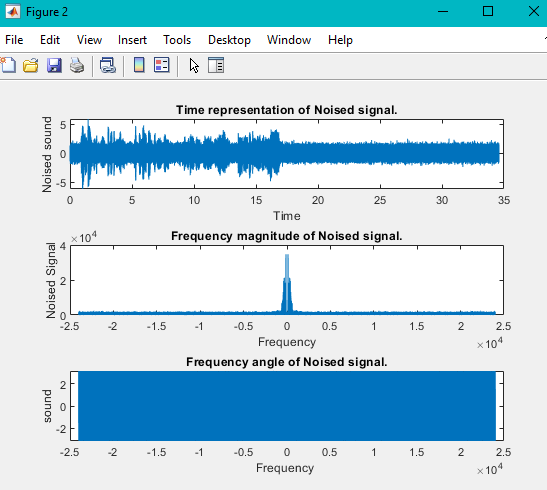 Figure 2
File Edit View Insert Tools Desktop Window Help
Time representation of Noised signal.
Noised sound
5
0
-5
0 5 10 15 20 25 30 35
Time
Frequency magnitude of Noised signal.
×10^4
Noised Signal
4
2
0
-2.5 -2 -1.5 -1 -0.5 0 0.5 1 1.5 2 2.5
Frequency
×10^4
Frequency angle of Noised signal.
sound
2
0
-2
-2.5 -2 -1.5 -1 -0.5 0 0.5 1 1.5 2 2.5
Frequency
×10^4